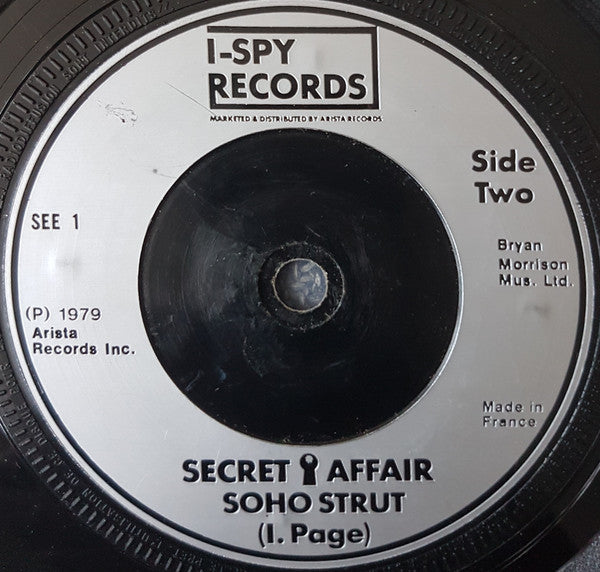 I-SPY
RECORDS
MARKETED & DISTRIBUTED BY ARISTA RECORDS.
Side
Two
SEE 1
Bryan
Morrison
Mus. Ltd.
(P) 1979
Arista
Records Inc.
Made in
France
SECRET AFFAIR
SOHO STRUT
(I. Page)